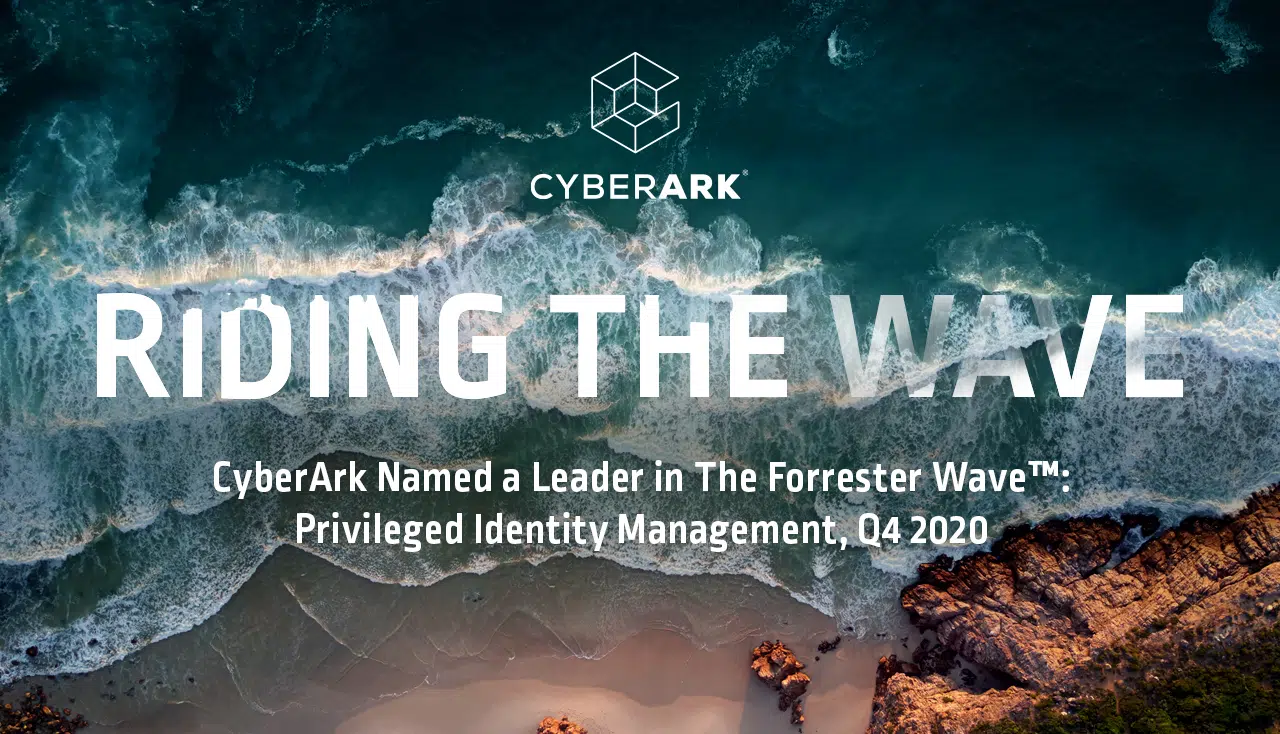 CYBERARK®
RIDING THE WAVE
CyberArk Named a Leader in The Forrester Wave™:
Privileged Identity Management, Q4 2020